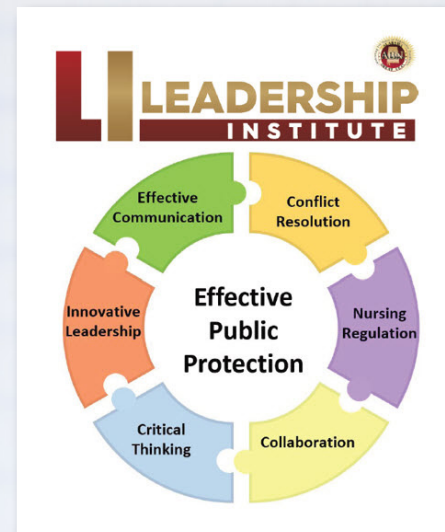 LI LEADERSHIP
INSTITUTE
Effective
Communication
Conflict
Resolution
Innovative
Leadership
Effective
Public
Protection
Nursing
Regulation
Critical
Thinking
Collaboration